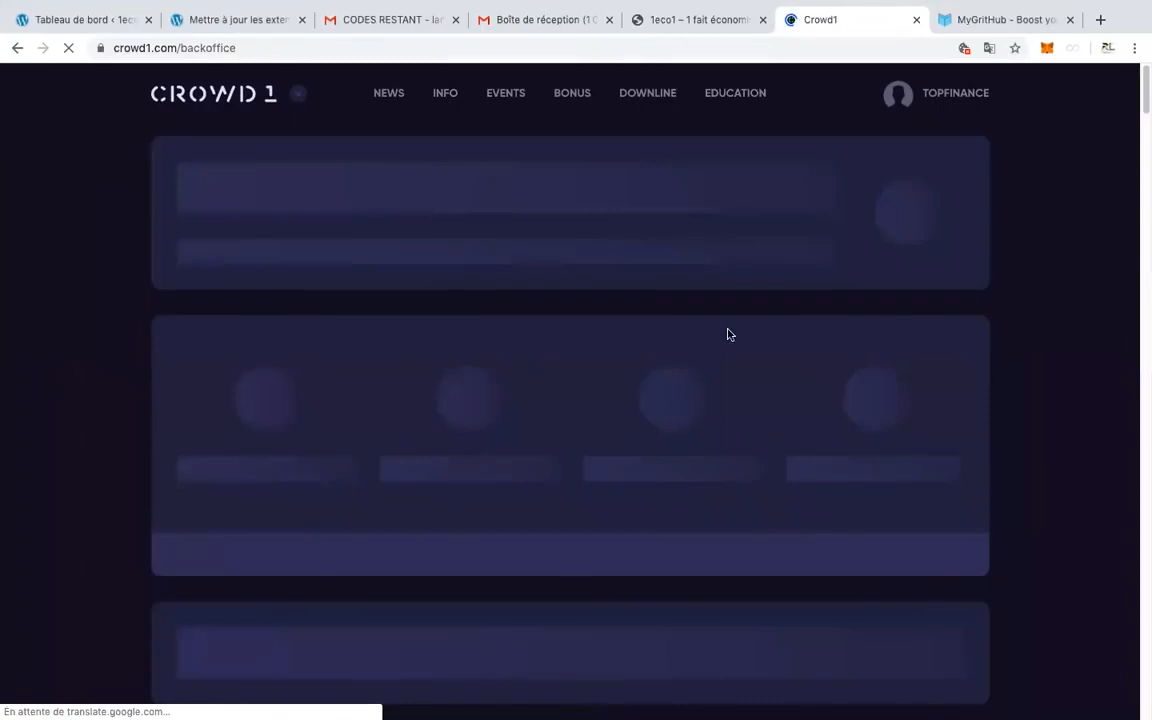 Tableau de bord ‹ 1ec
Mettre à jour les exten
CODES RESTANT - lar
Boîte de réception (1
1eco1 – 1 fait économi
Crowd1
MyGritHub - Boost yo
crowd1.com/backoffice
CROWD 1
NEWS
INFO
EVENTS
BONUS
DOWNLINE
EDUCATION
TOPFINANCE
En attente de translate.google.com...